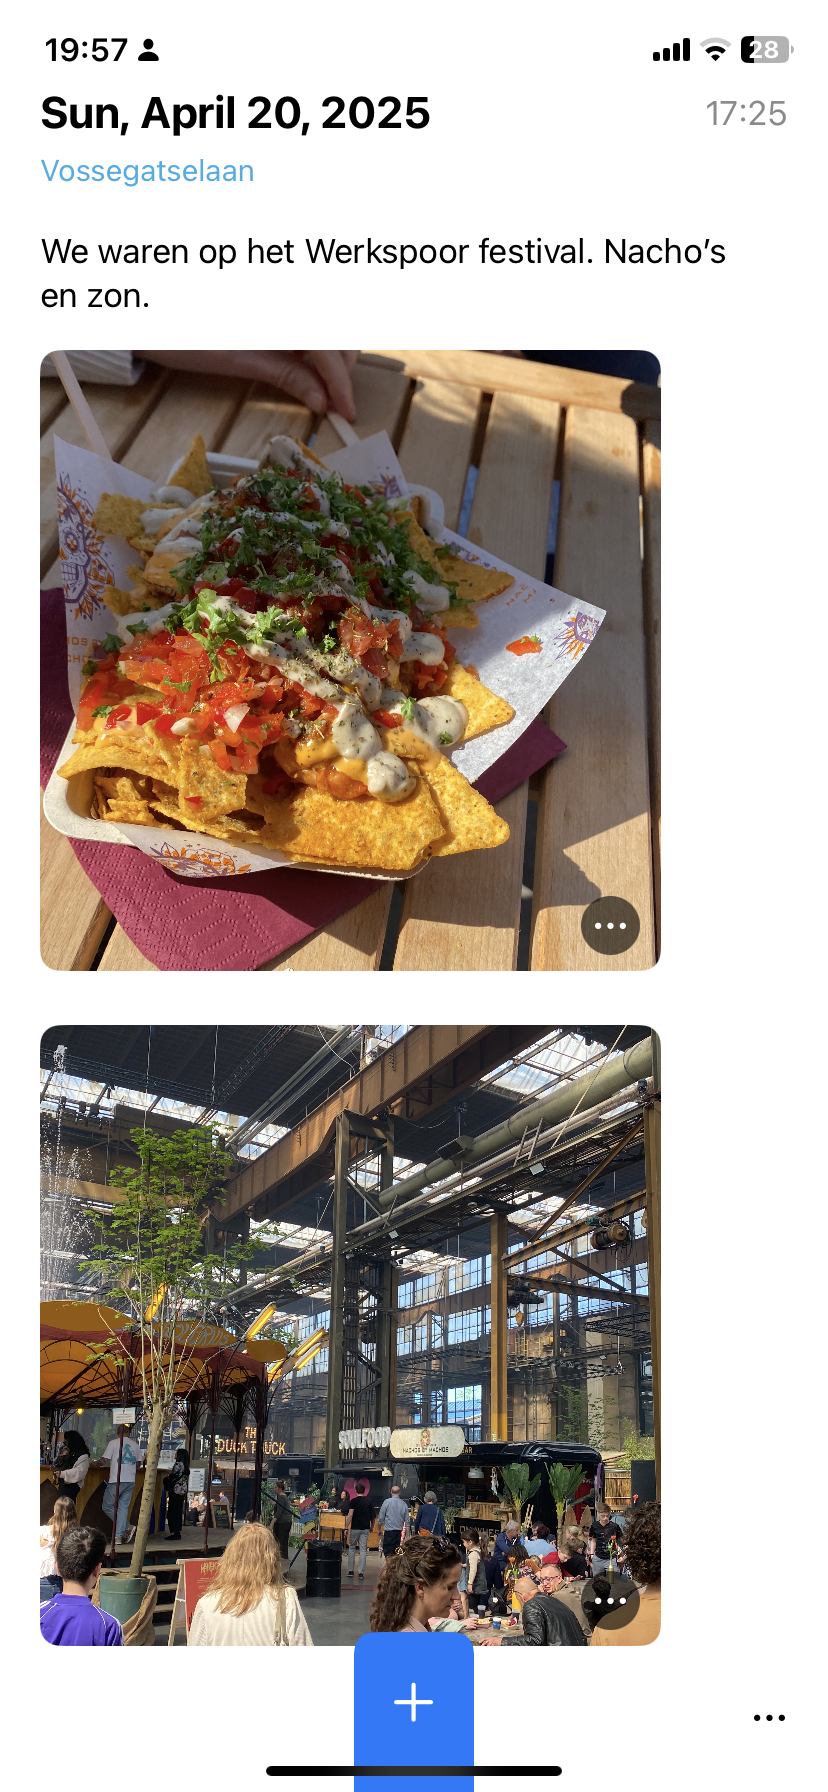 19:57
28
Sun, April 20, 2025
17:25
Vossegatselaan
We waren op het Werkspoor festival. Nacho’s
en zon.
DUCK TRUCK
SOULFOOD
NACHOS BY NACHOS
BAR